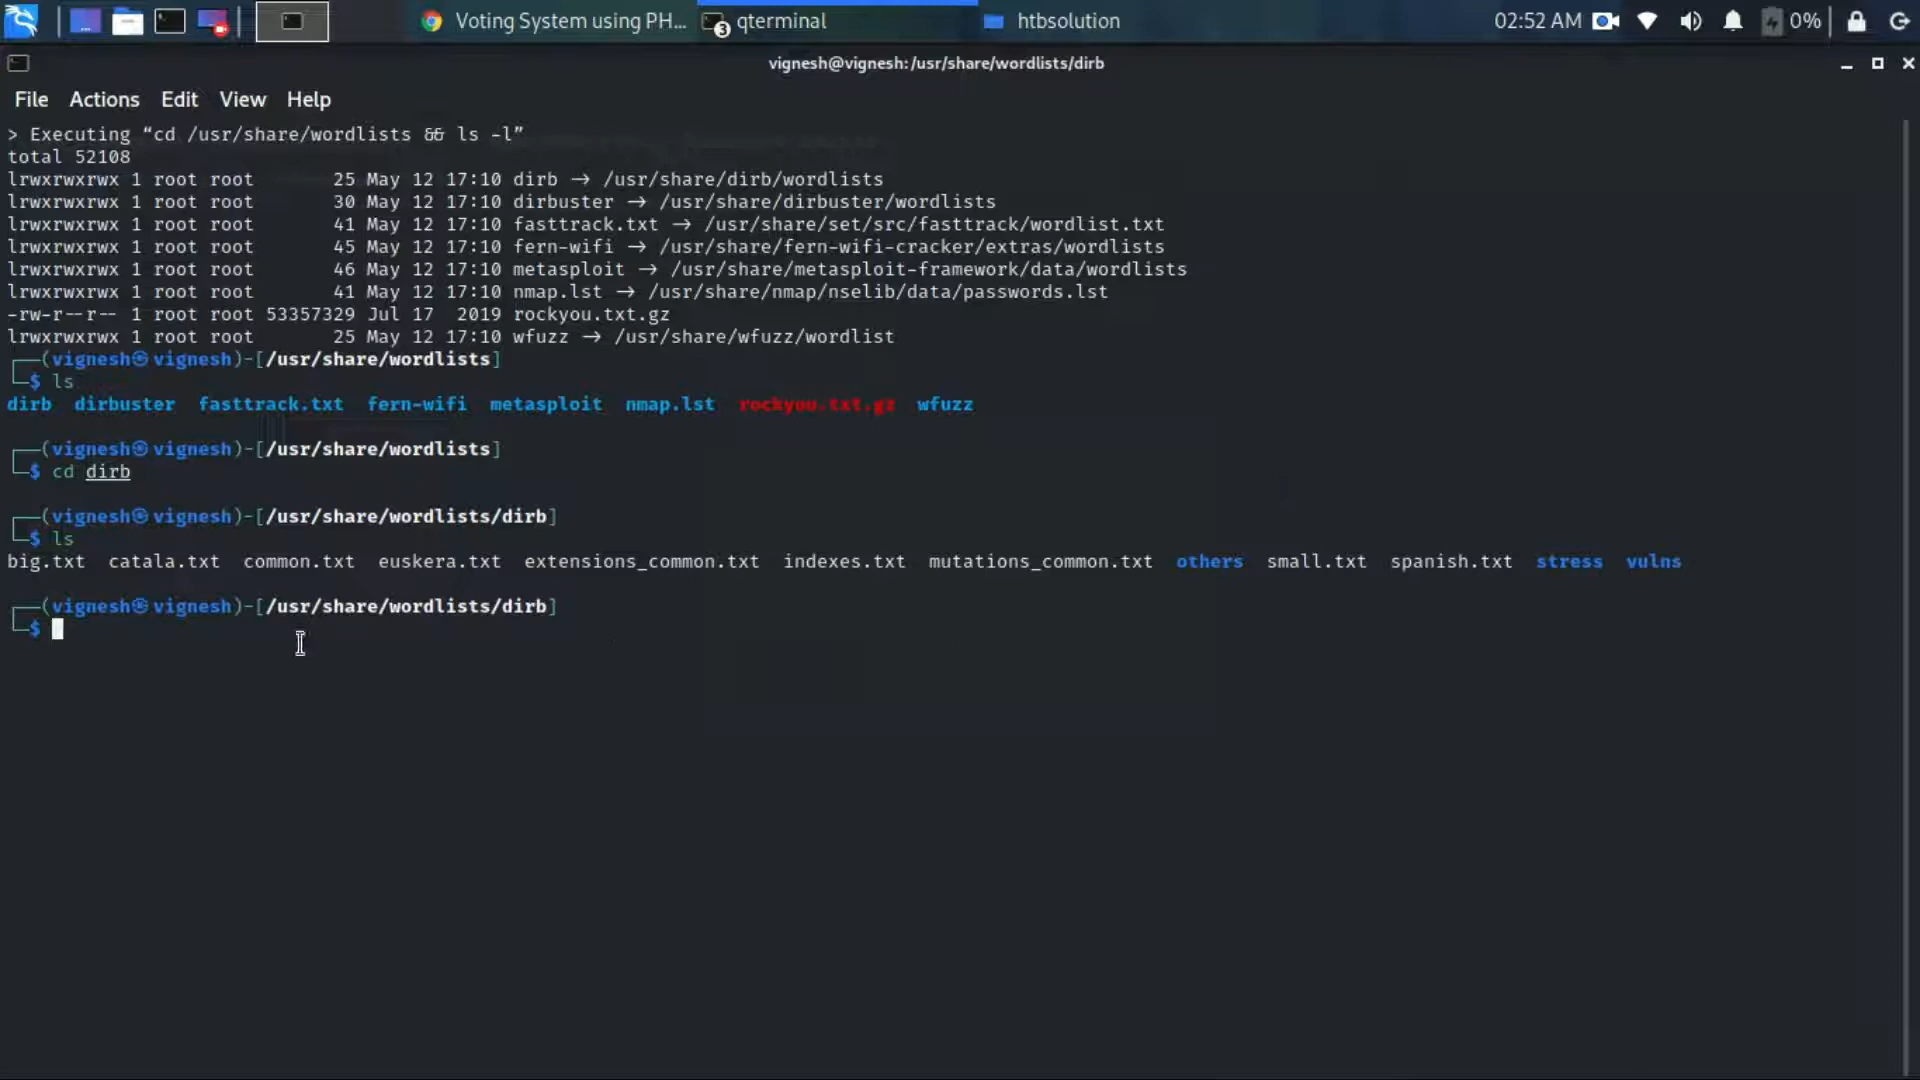 Voting System using PH...
3 qterminal
htbsolution
02:52 AM
0%
vignesh@vignesh:/usr/share/wordlists/dirb
File Actions Edit View Help
> Executing “cd /usr/share/wordlists && ls -l”
total 52108
lrwxrwxrwx 1 root root       25 May 12 17:10 dirb → /usr/share/dirb/wordlists
lrwxrwxrwx 1 root root       30 May 12 17:10 dirbuster → /usr/share/dirbuster/wordlists
lrwxrwxrwx 1 root root       41 May 12 17:10 fasttrack.txt → /usr/share/set/src/fasttrack/wordlist.txt
lrwxrwxrwx 1 root root       45 May 12 17:10 fern-wifi → /usr/share/fern-wifi-cracker/extras/wordlists
lrwxrwxrwx 1 root root       46 May 12 17:10 metasploit → /usr/share/metasploit-framework/data/wordlists
lrwxrwxrwx 1 root root       41 May 12 17:10 nmap.lst → /usr/share/nmap/nselib/data/passwords.lst
-rw-r--r-- 1 root root 53357329 Jul 17  2019 rockyou.txt.gz
lrwxrwxrwx 1 root root       25 May 12 17:10 wfuzz → /usr/share/wfuzz/wordlist
┌──(vignesh㉿vignesh)-[/usr/share/wordlists]
└─$ ls
dirb  dirbuster  fasttrack.txt  fern-wifi  metasploit  nmap.lst  rockyou.txt.gz  wfuzz
┌──(vignesh㉿vignesh)-[/usr/share/wordlists]
└─$ cd dirb
┌──(vignesh㉿vignesh)-[/usr/share/wordlists/dirb]
└─$ ls
big.txt  catala.txt  common.txt  euskera.txt  extensions_common.txt  indexes.txt  mutations_common.txt  others  small.txt  spanish.txt  stress  vulns
┌──(vignesh㉿vignesh)-[/usr/share/wordlists/dirb]
└─$